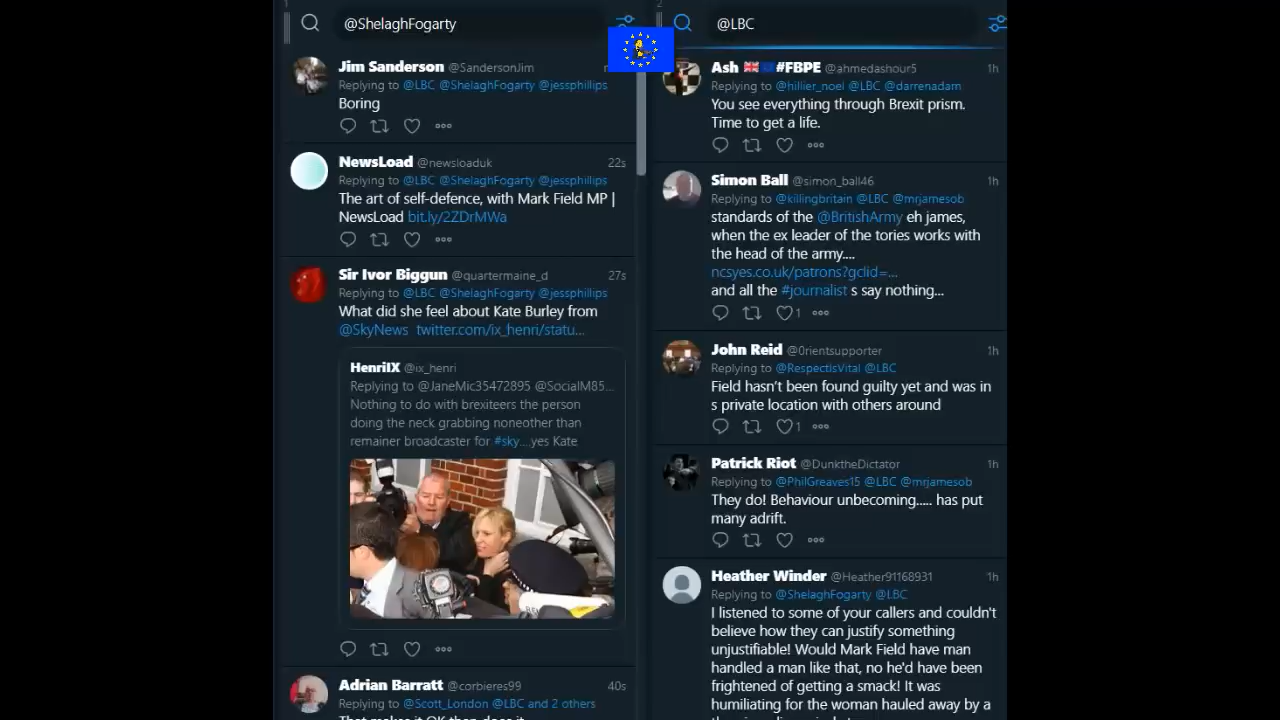 1
@ShelaghFogarty
Jim Sanderson @SandersonJim
Replying to @LBC @ShelaghFogarty @jessphillips
Boring
NewsLoad @newsloaduk 22s
Replying to @LBC @ShelaghFogarty @jessphillips
The art of self-defence, with Mark Field MP |
NewsLoad bit.ly/2ZDrMWa
Sir Ivor Biggun @quartermaine_d 27s
Replying to @LBC @ShelaghFogarty @jessphillips
What did she feel about Kate Burley from
@SkyNews twitter.com/ix_henri/statu...
HenriIX @ix_henri
Replying to @JaneMic35472895 @SocialM85...
Nothing to do with brexiteers the person
doing the neck grabbing noneother than
remainer broadcaster for #sky....yes Kate
Adrian Barratt @corbieres99 40s
Replying to @Scott_London @LBC and 2 others
That makes it OK then does it
2
@LBC
Ash #FBPE @ahmedashour5 1h
Replying to @hillier_noel @LBC @darrenadam
You see everything through Brexit prism.
Time to get a life.
Simon Ball @simon_ball46 1h
Replying to @killingbritain @LBC @mrjamesob
standards of the @BritishArmy eh james,
when the ex leader of the tories works with
the head of the army....
ncsyes.co.uk/patrons?gclid=...
and all the #journalist s say nothing...
1
John Reid @0rientsupporter 1h
Replying to @RespectIsVital @LBC
Field hasn't been found guilty yet and was in
s private location with others around
1
Patrick Riot @DunktheDictator 1h
Replying to @PhilGreaves15 @LBC @mrjamesob
They do! Behaviour unbecoming..... has put
many adrift.
Heather Winder @Heather91168931 1h
Replying to @ShelaghFogarty @LBC
I listened to some of your callers and couldn't
believe how they can justify something
unjustifiable! Would Mark Field have man
handled a man like that, no he'd have been
frightened of getting a smack! It was
humiliating for the woman hauled away by a